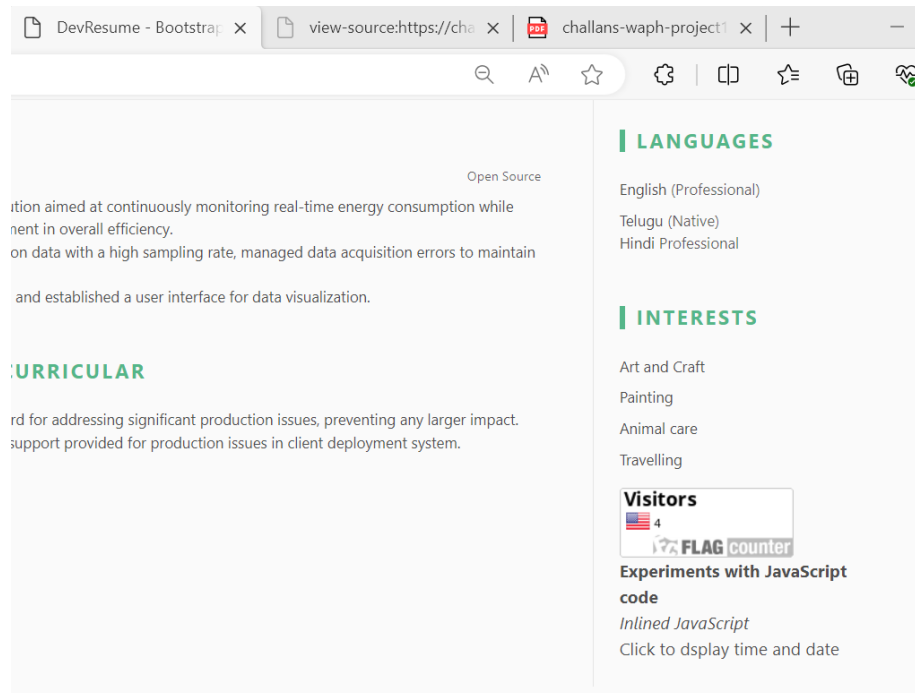 DevResume - Bootstrap
view-source:https://cha
PDF
challans-waph-project1
Open Source
aimed at continuously monitoring real-time energy consumption while
in overall efficiency.
on data with a high sampling rate, managed data acquisition errors to maintain
and established a user interface for data visualization.
CURRICULAR
for addressing significant production issues, preventing any larger impact.
support provided for production issues in client deployment system.
LANGUAGES
English (Professional)
Telugu (Native)
Hindi Professional
INTERESTS
Art and Craft
Painting
Animal care
Travelling
Visitors
4
FLAG counter
Experiments with JavaScript
code
Inlined JavaScript
Click to dsplay time and date